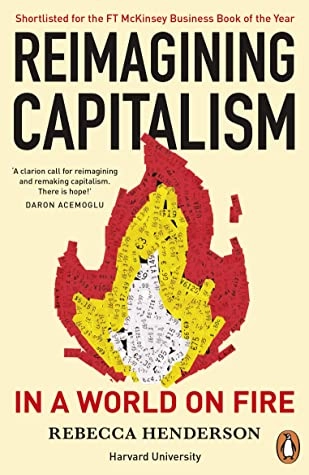 Shortlisted for the FT McKinsey Business Book of the Year
REIMAGINING
CAPITALISM
'A clarion call for reimagining
and remaking capitalism.
There is hope!'
DARON ACEMOGLU
IN A WORLD ON FIRE
REBECCA HENDERSON
Harvard University